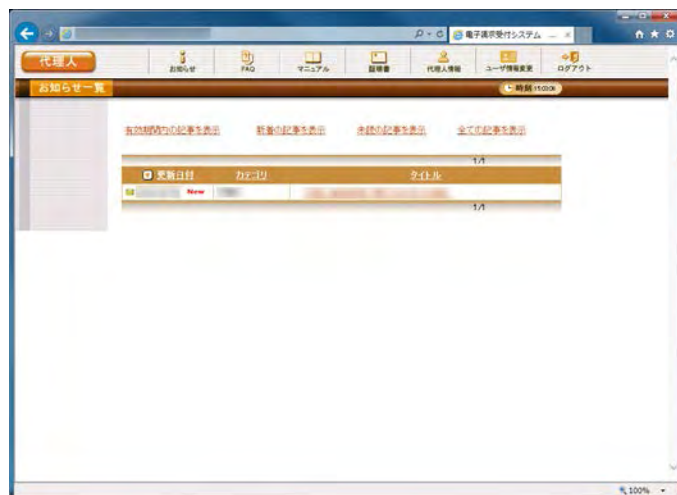 電子請求受付システム ...
代理人
お知らせ FAQ マニュアル 証明書 代理人情報 ユーザ情報変更 ログアウト
お知らせ一覧
時刻 15:03:06
有効期間内の記事を表示 新着の記事を表示 未読の記事を表示 全ての記事を表示
1/1
更新日付 カテゴリ タイトル
New
1/1
100%